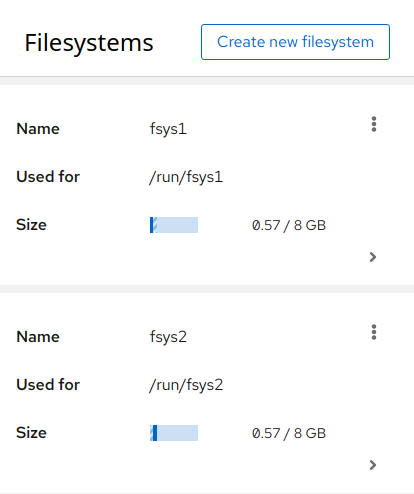 Filesystems
Create new filesystem
Name fsys1
Used for /run/fsys1
Size 0.57 / 8 GB
Name fsys2
Used for /run/fsys2
Size 0.57 / 8 GB